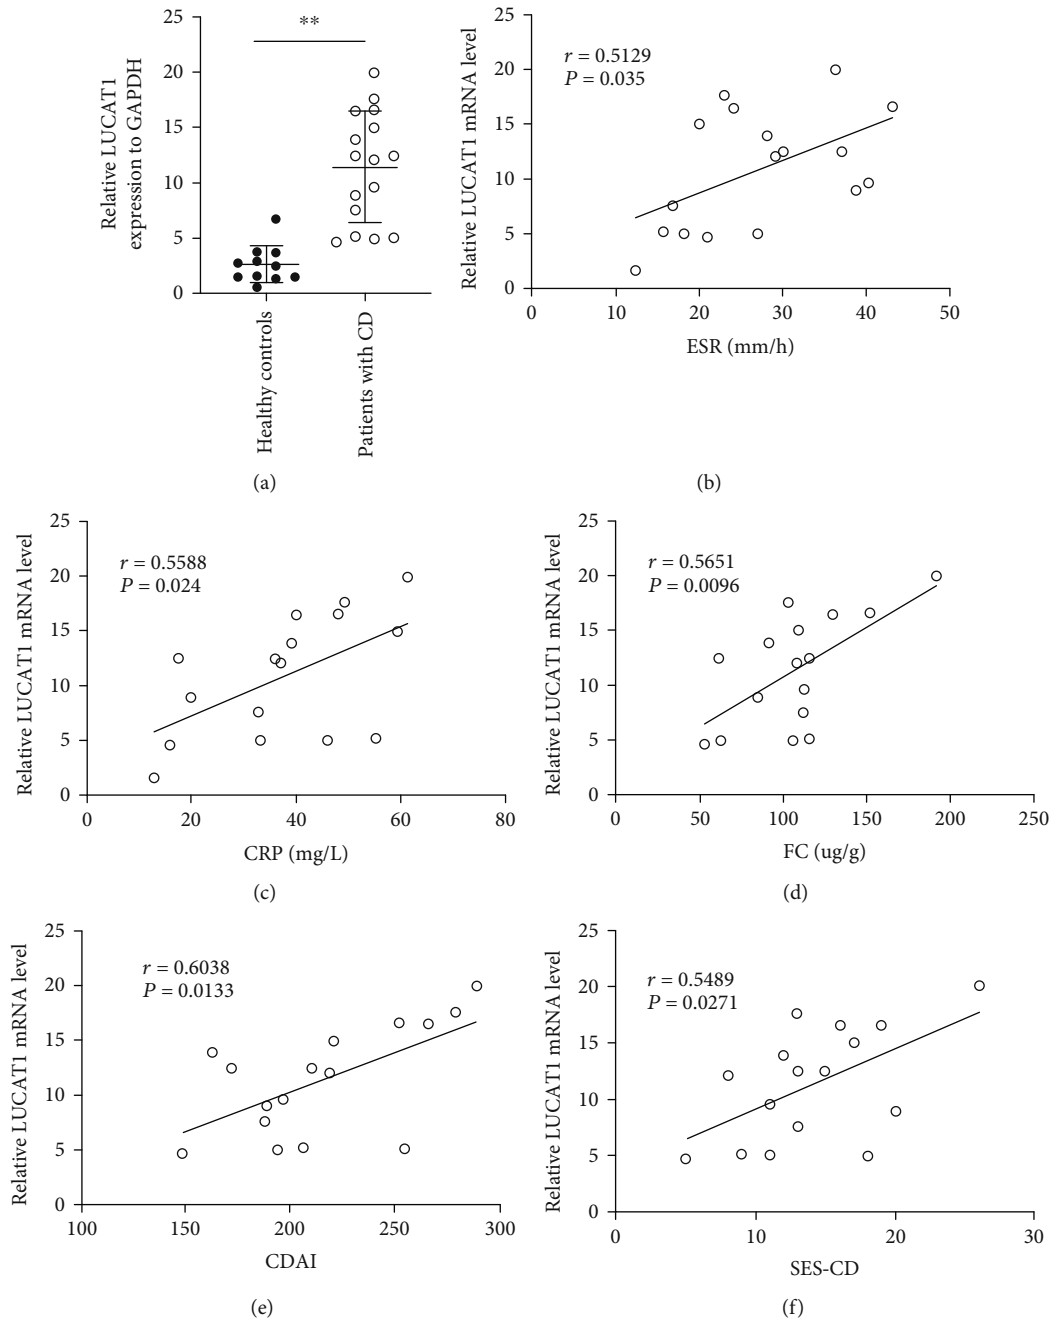 **
Relative LUCAT1
expression to GAPDH
25
20
15
10
5
0
Healthy controls
Patients with CD
(a)
Relative LUCAT1 mRNA level
25
20
15
10
5
0
r = 0.5129
P = 0.035
0 10 20 30 40 50
ESR (mm/h)
(b)
Relative LUCAT1 mRNA level
25
20
15
10
5
0
r = 0.5588
P = 0.024
0 20 40 60 80
CRP (mg/L)
(c)
Relative LUCAT1 mRNA level
25
20
15
10
5
0
r = 0.5651
P = 0.0096
0 50 100 150 200 250
FC (ug/g)
(d)
Relative LUCAT1 mRNA level
25
20
15
10
5
0
r = 0.6038
P = 0.0133
100 150 200 250 300
CDAI
(e)
Relative LUCAT1 mRNA level
25
20
15
10
5
0
r = 0.5489
P = 0.0271
0 10 20 30
SES-CD
(f)